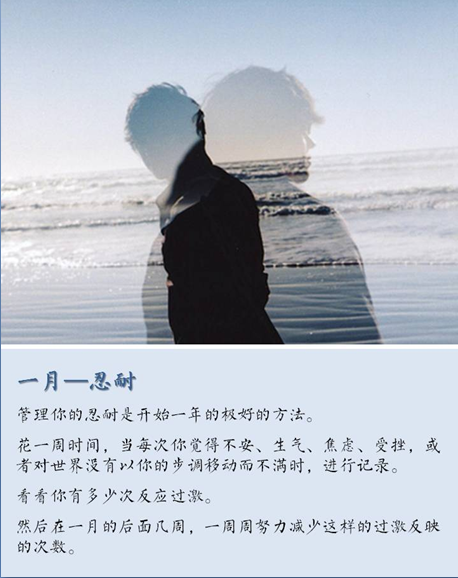 一月—忍耐
管理你的忍耐是开始一年的极好的方法。
花一周时间，当每次你觉得不安、生气、焦虑、受挫，或
者对世界没有以你的步调移动而不满时，进行记录。
看看你有多少次反应过激。
然后在一月的后面几周，一周周努力减少这样的过激反映
的次数。